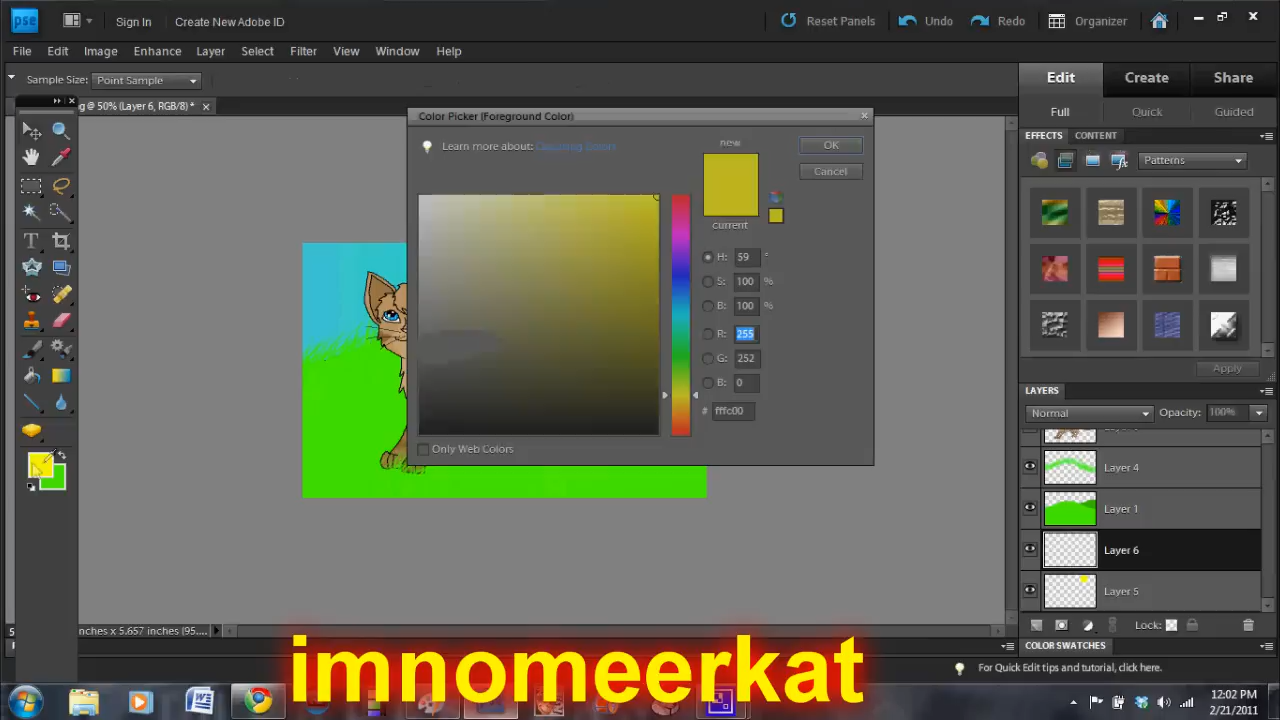 pse Sign In Create New Adobe ID Reset Panels Undo Redo Organizer
File Edit Image Enhance Layer Select Filter View Window Help
Sample Size: Point Sample
Edit Create Share
ng @ 50% (Layer 6, RGB/8) *
Full Quick Guided
Color Picker (Foreground Color)
EFFECTS CONTENT
Learn more about:
new
OK
Patterns
Cancel
current
H: 59 °
S: 100 %
B: 100 %
R: 255
G: 252
B: 0
Apply
LAYERS
# fffc00
Normal Opacity: 100%
Only Web Colors
Layer 4
Layer 1
Layer 6
Layer 5
Lock:
inches x 5.657 inches (95....
COLOR SWATCHES
For Quick Edit tips and tutorial, click here.
imnomeerkat
12:02 PM
2/21/2011